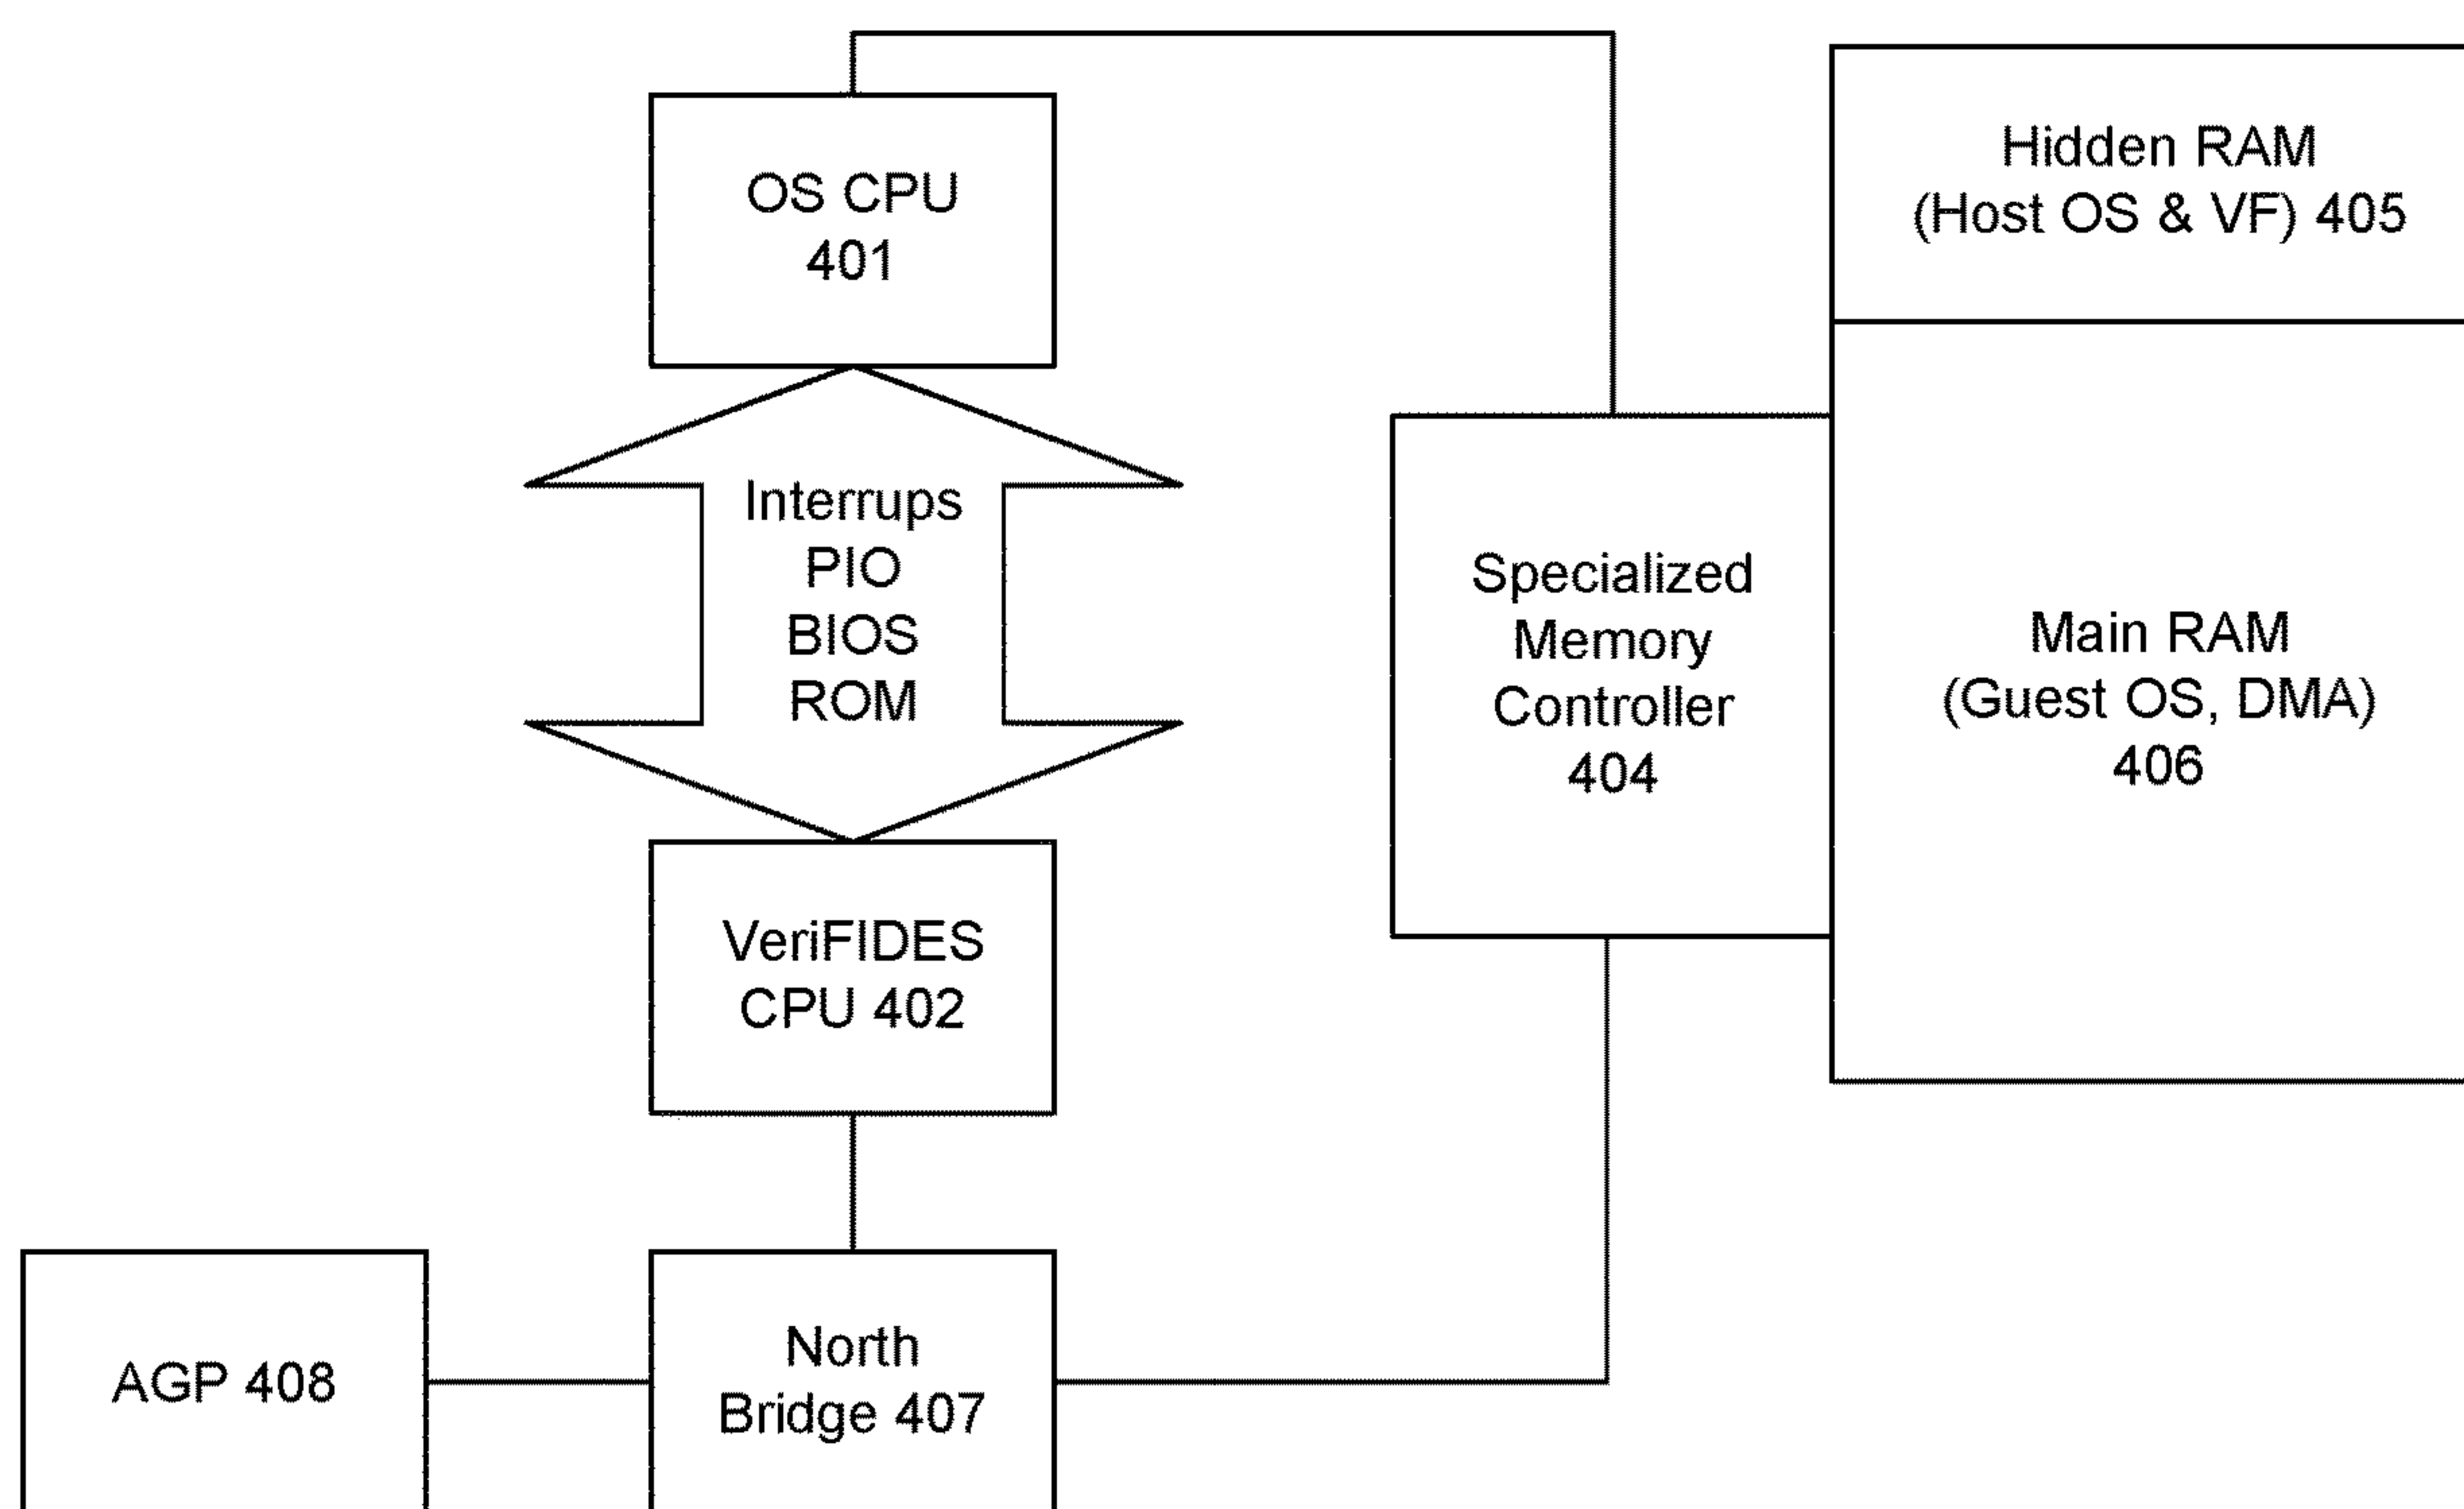 OS CPU
401
Interrups
PIO
BIOS
ROM
VeriFIDES
CPU 402
AGP 408
North
Bridge 407
Specialized
Memory
Controller
404
Hidden RAM
(Host OS & VF) 405
Main RAM
(Guest OS, DMA)
406